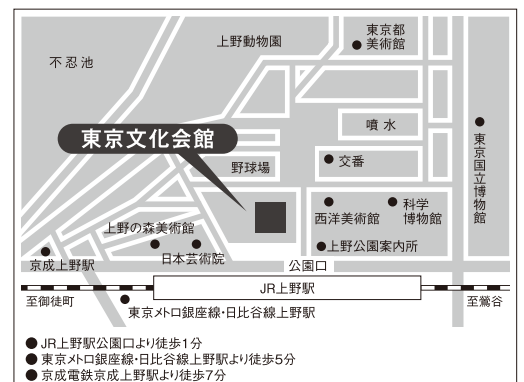 東京都
美術館
上野動物園
不忍池
噴水
東京文化会館
東京国立博物館
交番
野球場
西洋美術館
科学
博物館
上野の森美術館
上野公園案内所
日本芸術院
京成上野駅
公園口
JR上野駅
至御徒町
至鶯谷
東京メトロ銀座線・日比谷線上野駅
●JR上野駅公園口より徒歩1分
●東京メトロ銀座線・日比谷線上野駅より徒歩5分
●京成電鉄京成上野駅より徒歩7分